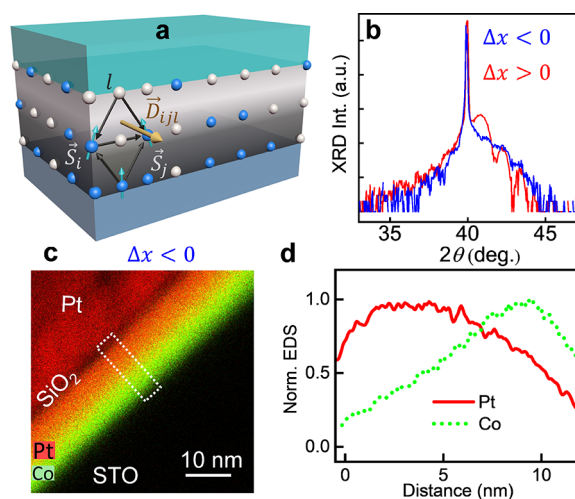 a
l
D⃗ijl
S⃗i
S⃗j
b
Δx < 0
Δx > 0
XRD Int. (a.u.)
35 40 45
2θ (deg.)
c
Δx < 0
Pt
SiO2
Pt
Co
STO
10 nm
d
Norm. EDS
1.0
0.5
0.0
Pt
Co
0 5 10
Distance (nm)